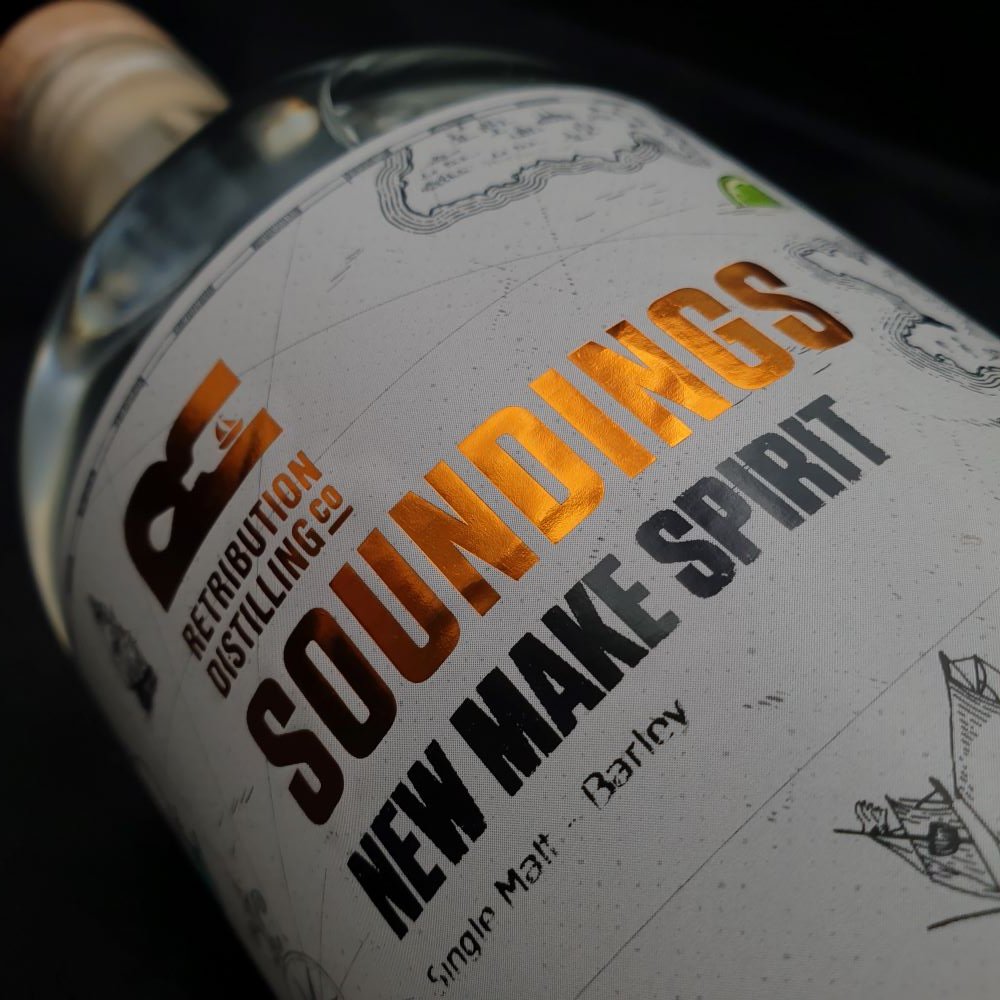 RETRIBUTION
DISTILLING CO
SOUNDINGS
NEW MAKE SPIRIT
Single Malt - Barley